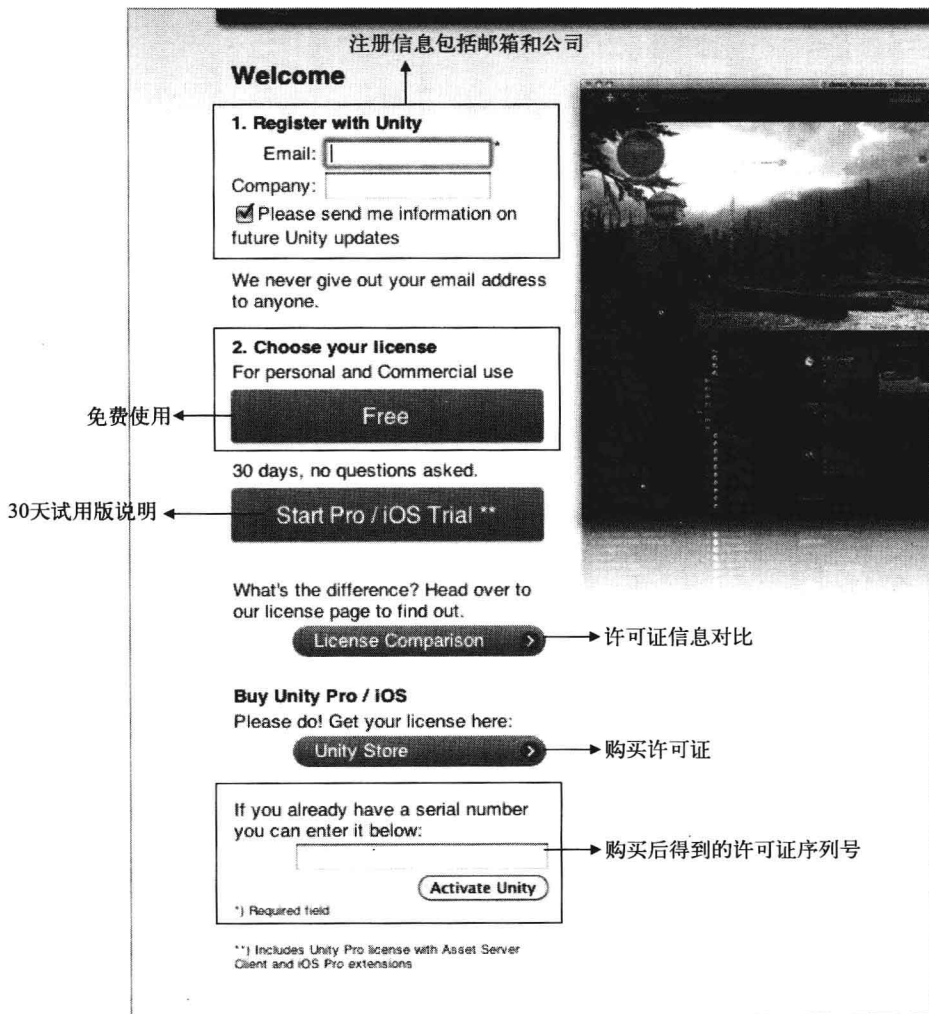 注册信息包括邮箱和公司
Welcome
1. Register with Unity
Email: *
Company:
Please send me information on
future Unity updates
We never give out your email address
to anyone.
2. Choose your license
For personal and Commercial use
免费使用
Free
30 days, no questions asked.
30天试用版说明
Start Pro / iOS Trial **
What's the difference? Head over to
our license page to find out.
License Comparison
许可证信息对比
Buy Unity Pro / iOS
Please do! Get your license here:
Unity Store
购买许可证
If you already have a serial number
you can enter it below:
购买后得到的许可证序列号
Activate Unity
*) Required field
**) Includes Unity Pro license with Asset Server
Client and iOS Pro extensions